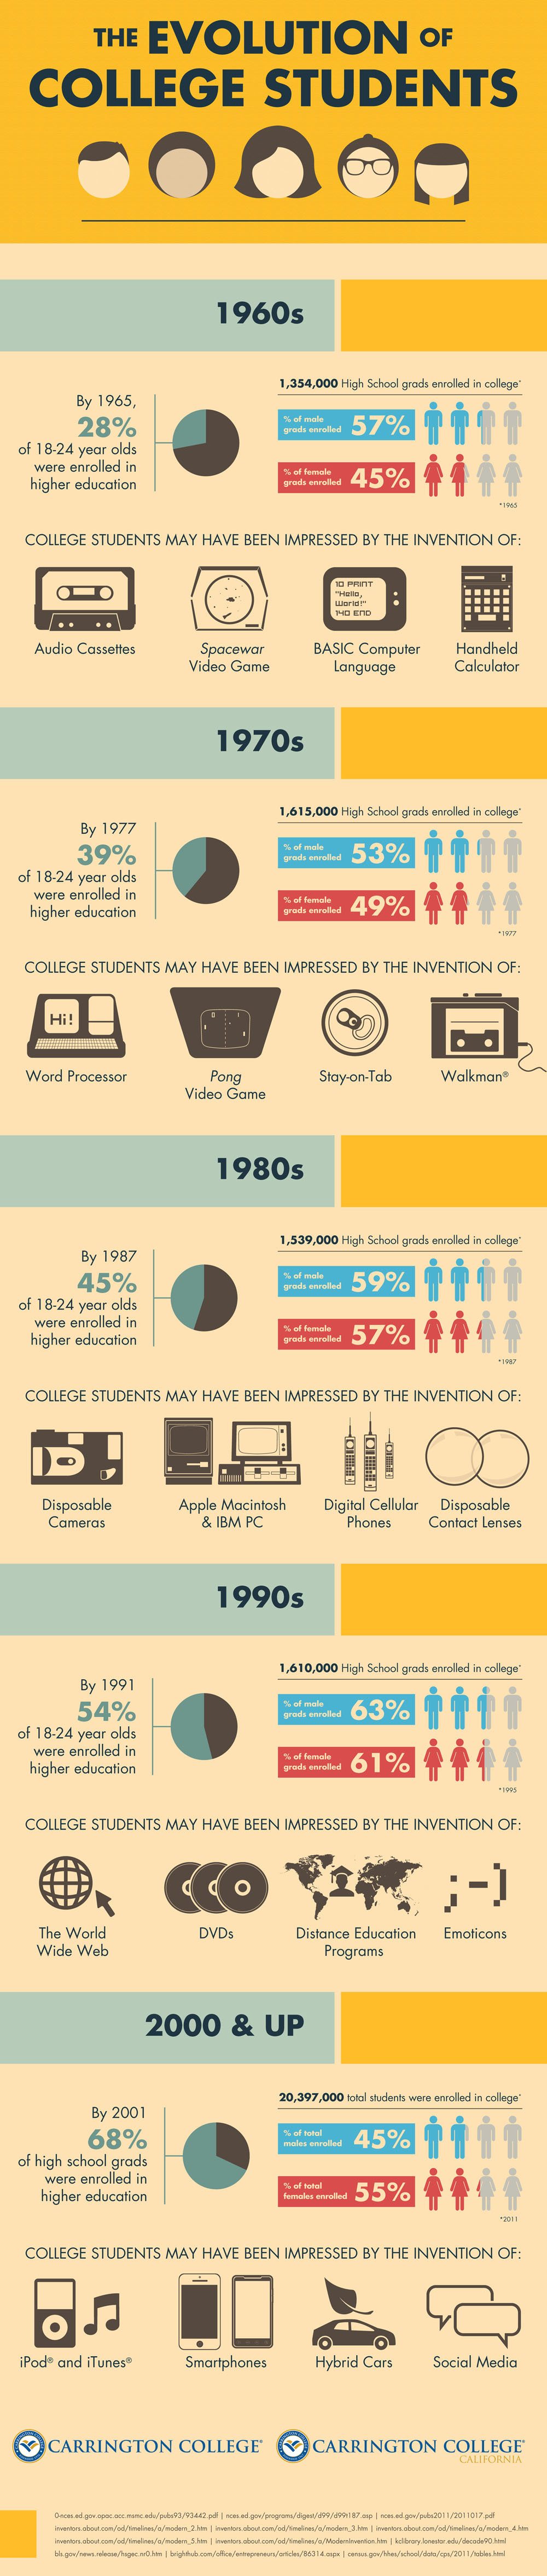 THE EVOLUTION OF
COLLEGE STUDENTS
1960s
By 1965,
28%
of 18-24 year olds
were enrolled in
higher education
1,354,000 High School grads enrolled in college*
% of male
grads enrolled 57%
% of female
grads enrolled 45%
*1965
COLLEGE STUDENTS MAY HAVE BEEN IMPRESSED BY THE INVENTION OF:
10 PRINT
"Hello,
World!"
140 END
Audio Cassettes
Spacewar
Video Game
BASIC Computer
Language
Handheld
Calculator
1970s
By 1977
39%
of 18-24 year olds
were enrolled in
higher education
1,615,000 High School grads enrolled in college*
% of male
grads enrolled 53%
% of female
grads enrolled 49%
*1977
COLLEGE STUDENTS MAY HAVE BEEN IMPRESSED BY THE INVENTION OF:
Hi!
0 1
Word Processor
Pong
Video Game
Stay-on-Tab
Walkman®
1980s
By 1987
45%
of 18-24 year olds
were enrolled in
higher education
1,539,000 High School grads enrolled in college*
% of male
grads enrolled 59%
% of female
grads enrolled 57%
*1987
COLLEGE STUDENTS MAY HAVE BEEN IMPRESSED BY THE INVENTION OF:
Disposable
Cameras
Apple Macintosh
& IBM PC
Digital Cellular
Phones
Disposable
Contact Lenses
1990s
By 1991
54%
of 18-24 year olds
were enrolled in
higher education
1,610,000 High School grads enrolled in college*
% of male
grads enrolled 63%
% of female
grads enrolled 61%
*1995
COLLEGE STUDENTS MAY HAVE BEEN IMPRESSED BY THE INVENTION OF:
;-]
The World
Wide Web
DVDs
Distance Education
Programs
Emoticons
2000 & UP
By 2001
68%
of high school grads
were enrolled in
higher education
20,397,000 total students were enrolled in college*
% of total
males enrolled 45%
% of total
females enrolled 55%
*2011
COLLEGE STUDENTS MAY HAVE BEEN IMPRESSED BY THE INVENTION OF:
iPod® and iTunes®
Smartphones
Hybrid Cars
Social Media
CARRINGTON COLLEGE®
CARRINGTON COLLEGE®
CALIFORNIA
0-nces.ed.gov.opac.acc.msmc.edu/pubs93/93442.pdf | nces.ed.gov/programs/digest/d99/d99t187.asp | nces.ed.gov/pubs2011/2011017.pdf
inventors.about.com/od/timelines/a/modern_2.htm | inventors.about.com/od/timelines/a/modern_3.htm | inventors.about.com/od/timelines/a/modern_4.htm
inventors.about.com/od/timelines/a/modern_5.htm | inventors.about.com/od/timelines/a/ModernInvention.htm | kclibrary.lonestar.edu/decade90.html
bls.gov/news.release/hsgec.nr0.htm | brighthub.com/office/entrepreneurs/articles/86314.aspx | census.gov/hhes/school/data/cps/2011/tables.html